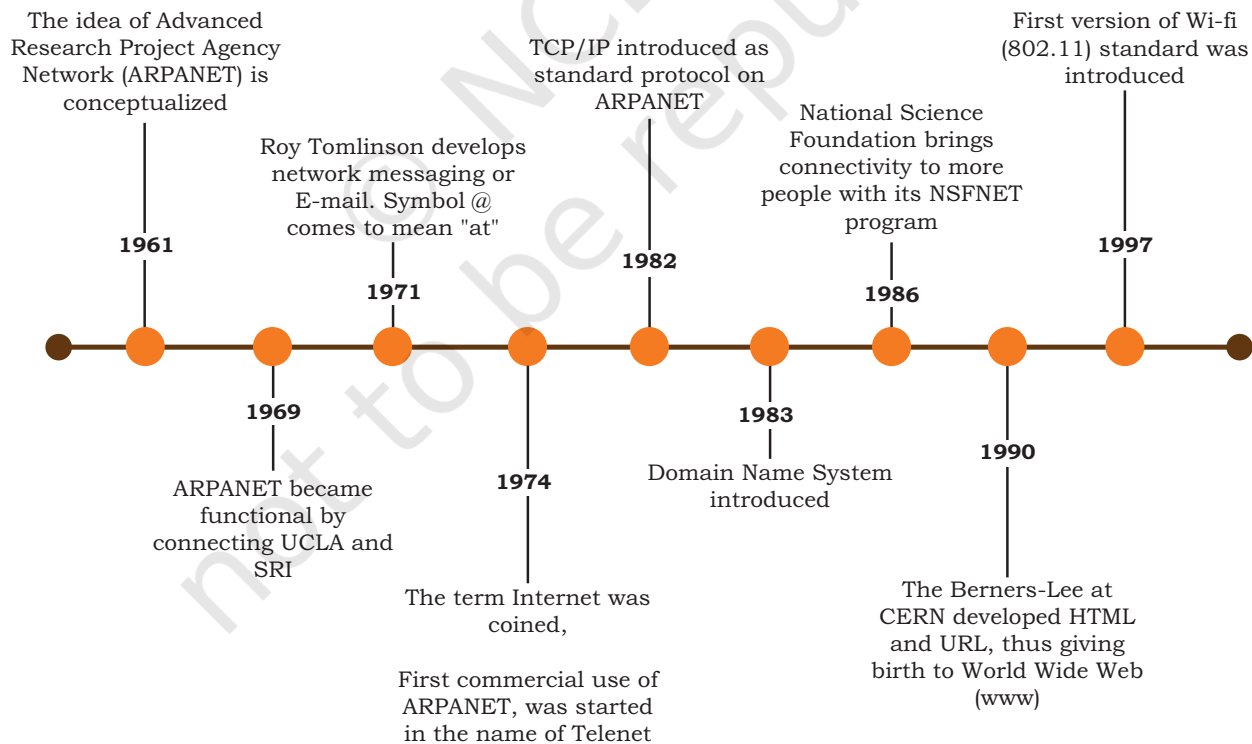 The idea of Advanced
Research Project Agency
Network (ARPANET) is
conceptualized
1961
ARPANET became
functional by
connecting UCLA and
SRI
1969
Roy Tomlinson develops
network messaging or
E-mail. Symbol @
comes to mean "at"
1971
1974
The term Internet was
coined,
First commercial use of
ARPANET, was started
in the name of Telenet
TCP/IP introduced as
standard protocol on
ARPANET
1982
1983
Domain Name System
introduced
National Science
Foundation brings
connectivity to more
people with its NSFNET
program
1986
1990
The Berners-Lee at
CERN developed HTML
and URL, thus giving
birth to World Wide Web
(www)
First version of Wi-fi
(802.11) standard was
introduced
1997
© NC
not to be repu